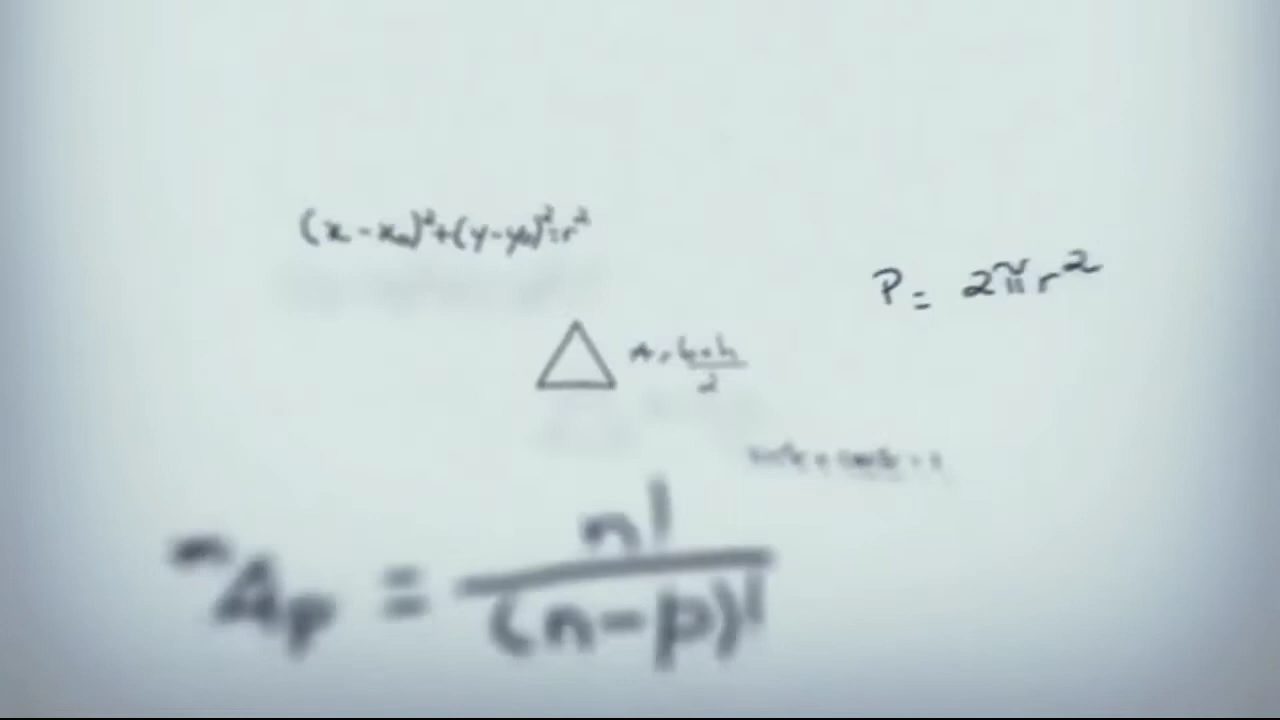 (x - x₀)² + (y - y₀)² = r²
P = 2πr²
A = b × h / 2
ⁿAp = n! / (n - p)!